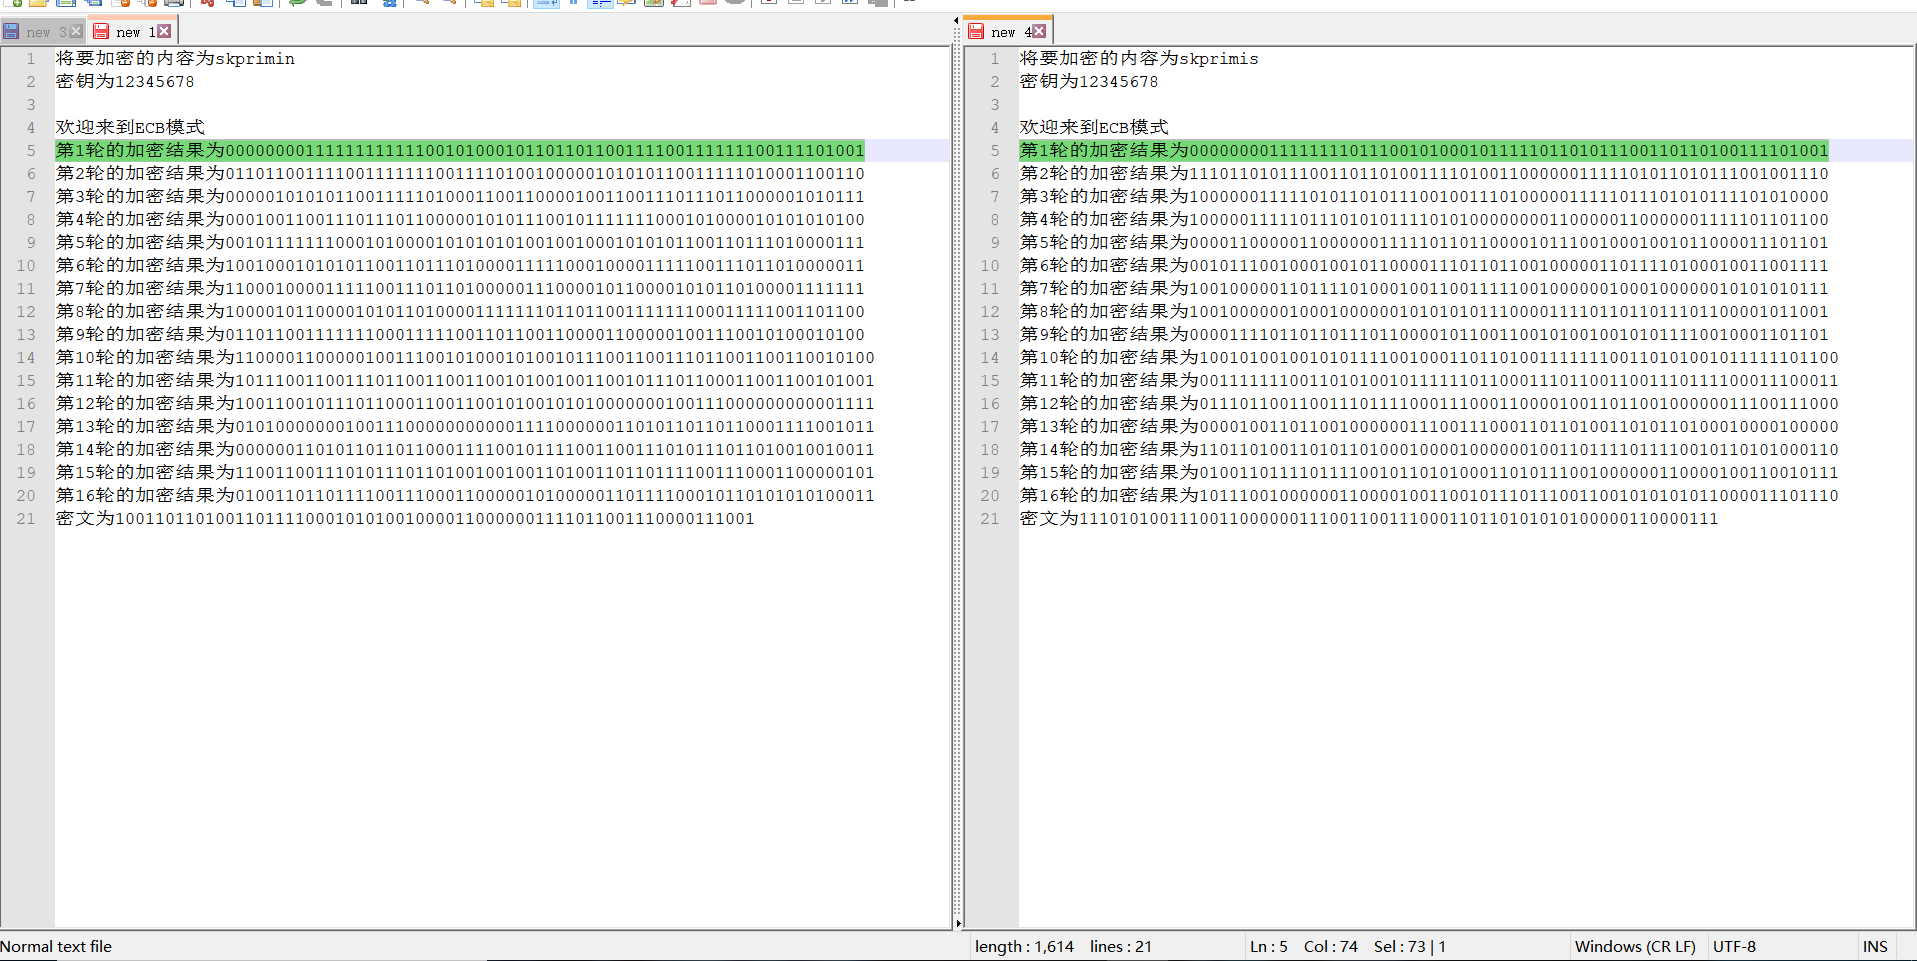 new 3
new 1
1 将要加密的内容为skprimin
2 密钥为12345678
3
4 欢迎来到ECB模式
5 第1轮的加密结果为0000000011111111111100101000101101101100111100111111100111101001
6 第2轮的加密结果为0110110011110011111110011110100100000101010110011111010001100110
7 第3轮的加密结果为0000010101011001111101000110011000010011001110111011000001010111
8 第4轮的加密结果为0001001100111011101100000101011100101111111100010100001010101000
9 第5轮的加密结果为0010111111110001010000101010101001001000101010110011011101000011 1
10 第6轮的加密结果为1001000101010110011011101000011111000100001111100111011010000011
11 第7轮的加密结果为1100010000111110011101101000001110000101100001010110100001111111
12 第8轮的加密结果为1000010110000101011010000111111101101100111111110001111100110110 0
13 第9轮的加密结果为0110110011111111000111110011011001100001100000100111001010001010 0
14 第10轮的加密结果为1100001100000100111001010001010010111001100111011001100110010100
15 第11轮的加密结果为1011100110011101100110011001010010011001011101100011001100101001
16 第12轮的加密结果为1001100101110110001100110010100101010000000100111000000000001111
17 第13轮的加密结果为0101000000010011100000000000111100000011010110110110001111001011
18 第14轮的加密结果为0000001101011011011000111100101111001100111010111011010010010011
19 第15轮的加密结果为1100110011101011101101001001001101001101101111001110001100000101
20 第16轮的加密结果为0100110110111100111000110000010100000110111100010110101010100011
21 密文为1001101101001101111000101010010000110000001111011001110000111001
new 4
1 将要加密的内容为skprimis
2 密钥为12345678
3
4 欢迎来到ECB模式
5 第1轮的加密结果为0000000011111111011100101000101111101101011100110110100111101001
6 第2轮的加密结果为1110110101110011011010011110100110000001111101011010111001001110
7 第3轮的加密结果为1000000111110101101011100100111010000011111011101010111101010000
8 第4轮的加密结果为1000001111101110101011110101000000001100000110000001111101101100
9 第5轮的加密结果为0000110000011000000111110110110000101110010001001011000011101101
10 第6轮的加密结果为0010111001000100101100001110110110010000011011110100010011001111
11 第7轮的加密结果为1001000001101111010001001100111110010000001000100000010101010111
12 第8轮的加密结果为1001000000100010000001010101011100001111011011011101100001011001
13 第9轮的加密结果为0000111101101101110110000101100110010100100101011110010001101101
14 第10轮的加密结果为1001010010010101111001000110110100111111100110101001011111101100
15 第11轮的加密结果为0011111110011010100101111110110001110110011001110111100011100011
16 第12轮的加密结果为0111011001100111011110001110001100001001101100100000011100111000
17 第13轮的加密结果为0000100110110010000001110011100011011010011010110100010000100000
18 第14轮的加密结果为1101101001101011010001000010000001001101111011110010110101000110
19 第15轮的加密结果为0100110111101111001011010100011010111001000000110000100110010111
20 第16轮的加密结果为1011100100000011000010011001011101110011001010101011000011101110
21 密文为1110101001110011000000111001100111000110110101010100000110000111
Normal text file
length : 1,614 lines : 21
Ln : 5 Col : 74 Sel : 73 | 1
Windows (CR LF)
UTF-8
INS